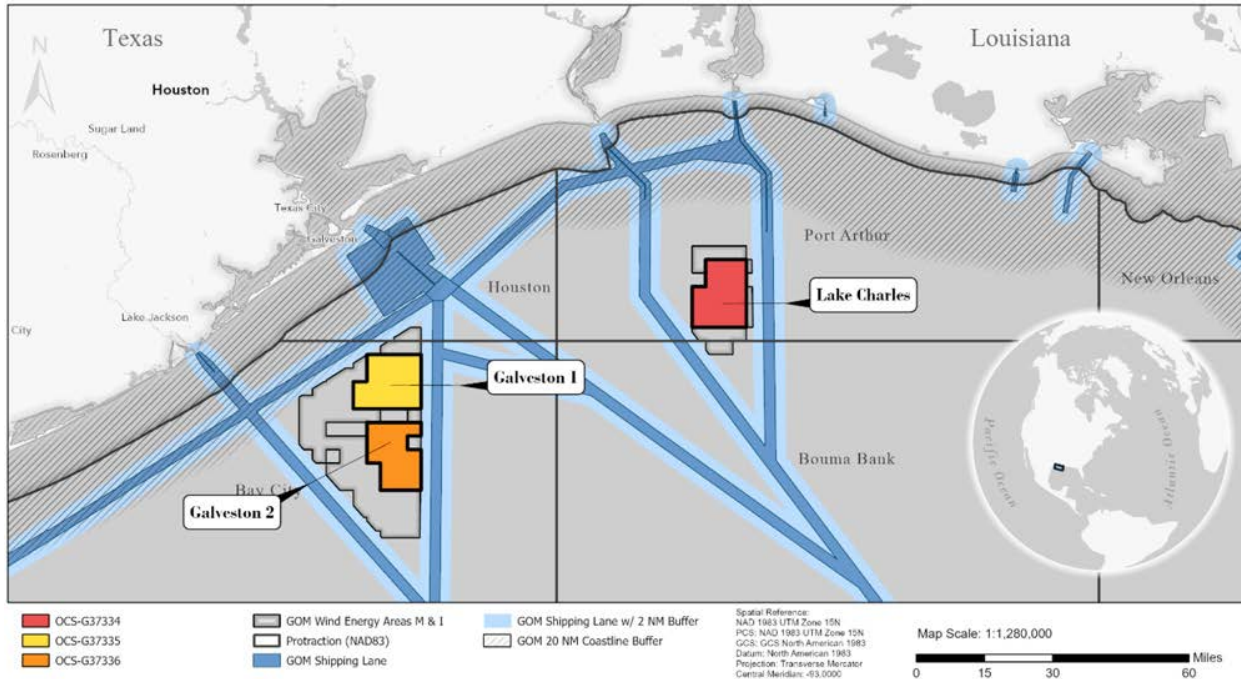 Texas
Louisiana
N
Houston
Sugar Land
Rosenberg
Texas City
Galveston
Port Arthur
New Orleans
Houston
Lake Charles
Lake Jackson
City
Galveston 1
Bouma Bank
Bay City
Galveston 2
Pacific Ocean
Atlantic Ocean
OCS-G37334
OCS-G37335
OCS-G37336
GOM Wind Energy Areas M & I
Protraction (NAD83)
GOM Shipping Lane
GOM Shipping Lane w/ 2 NM Buffer
GOM 20 NM Coastline Buffer
Spatial Reference:
NAD 1983 UTM Zone 15N
PCS: NAD 1983 UTM Zone 15N
GCS: GCS North American 1983
Datum: North American 1983
Projection: Transverse Mercator
Central Meridian: -93.0000
Map Scale: 1:1,280,000
Miles
0 15 30 60